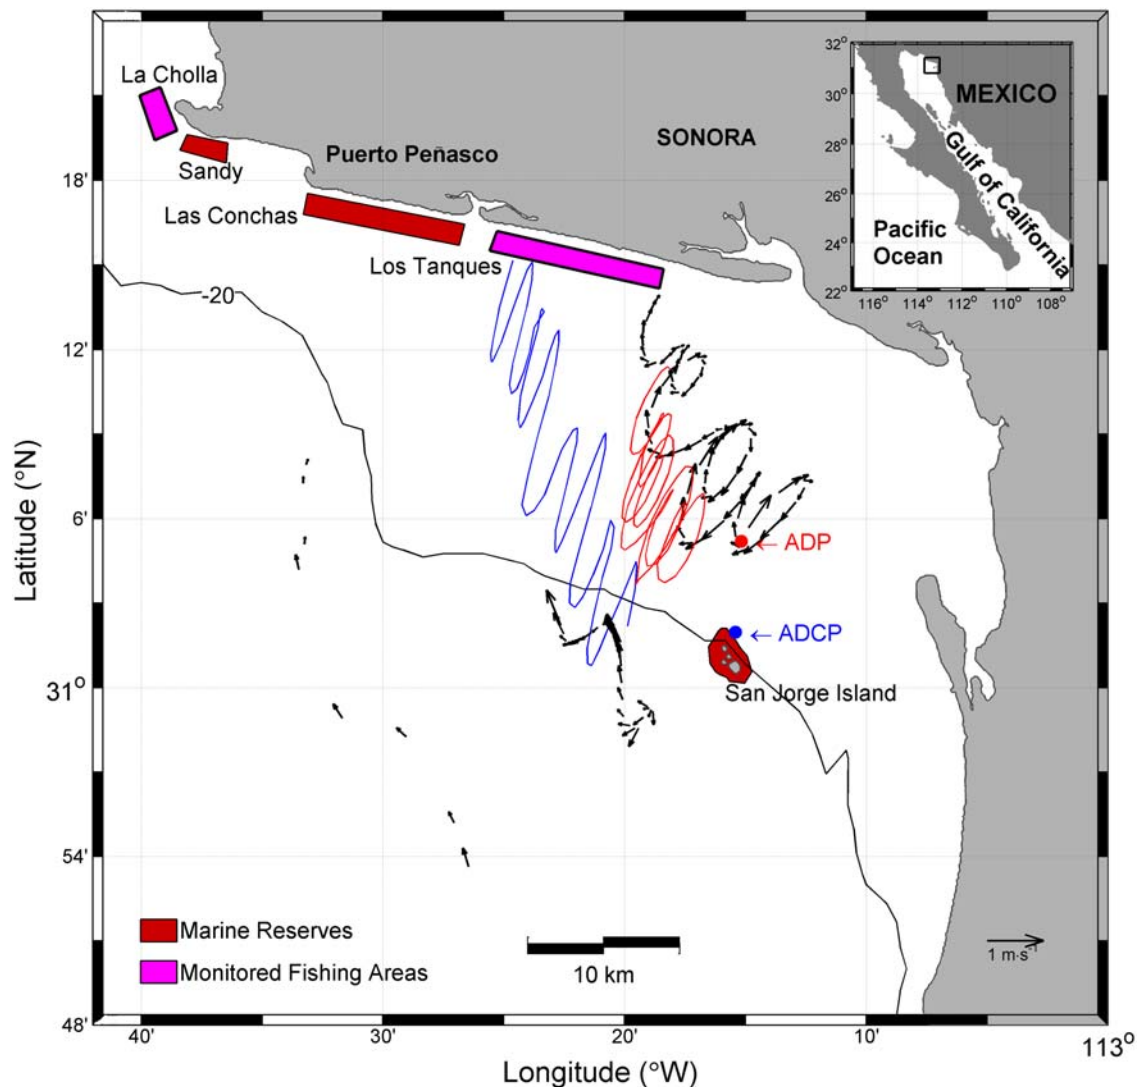 La Cholla
Sandy
Puerto Peñasco
SONORA
Las Conchas
Los Tanques
-20
← ADP
← ADCP
San Jorge Island
MEXICO
Gulf of California
Pacific
Ocean
32°
30°
28°
26°
24°
22°
116° 114° 112° 110° 108°
18'
12'
6'
31°
54'
48'
Latitude (°N)
Marine Reserves
Monitored Fishing Areas
10 km
1 m·s⁻¹
40' 30' 20' 10' 113°
Longitude (°W)